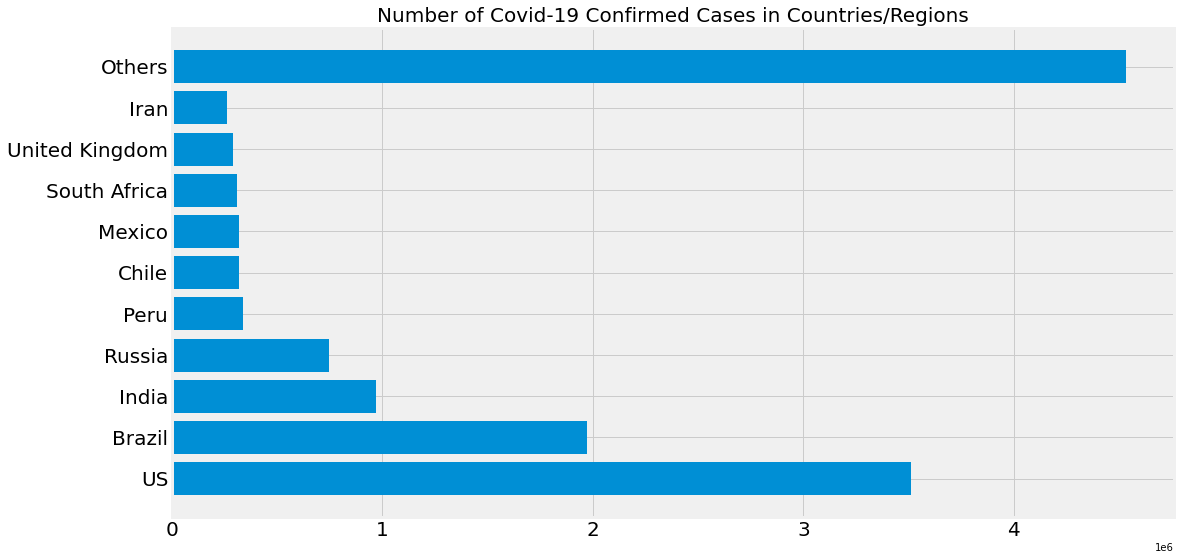 Number of Covid-19 Confirmed Cases in Countries/Regions
Others
Iran
United Kingdom
South Africa
Mexico
Chile
Peru
Russia
India
Brazil
US
0 1 2 3 4
1e6